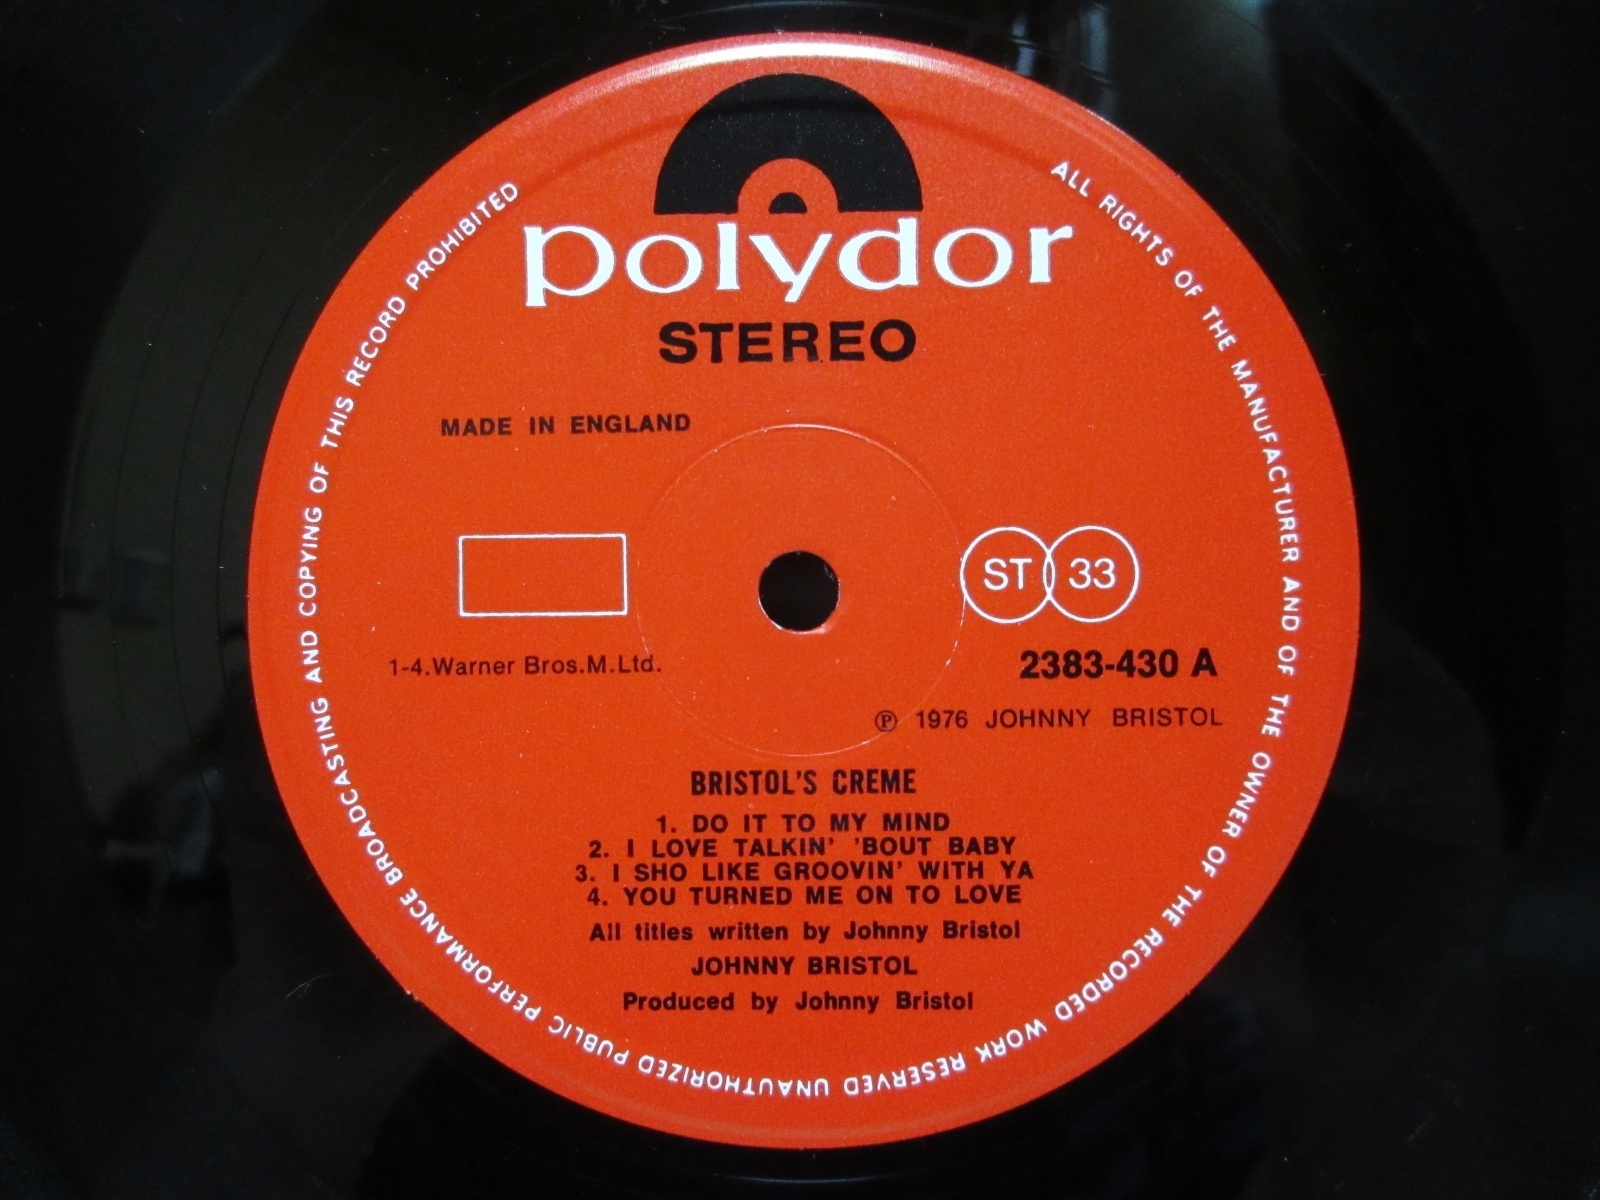 polydor
STEREO
MADE IN ENGLAND
ST 33
1-4.Warner Bros.M.Ltd.
2383-430 A
℗ 1976 JOHNNY BRISTOL
BRISTOL'S CREME
1. DO IT TO MY MIND
2. I LOVE TALKIN' 'BOUT BABY
3. I SHO LIKE GROOVIN' WITH YA
4. YOU TURNED ME ON TO LOVE
All titles written by Johnny Bristol
JOHNNY BRISTOL
Produced by Johnny Bristol
ALL RIGHTS OF THE MANUFACTURER AND OF THE OWNER OF THE RECORDED WORK RESERVED UNAUTHORIZED PUBLIC PERFORMANCE BROADCASTING AND COPYING OF THIS RECORD PROHIBITED